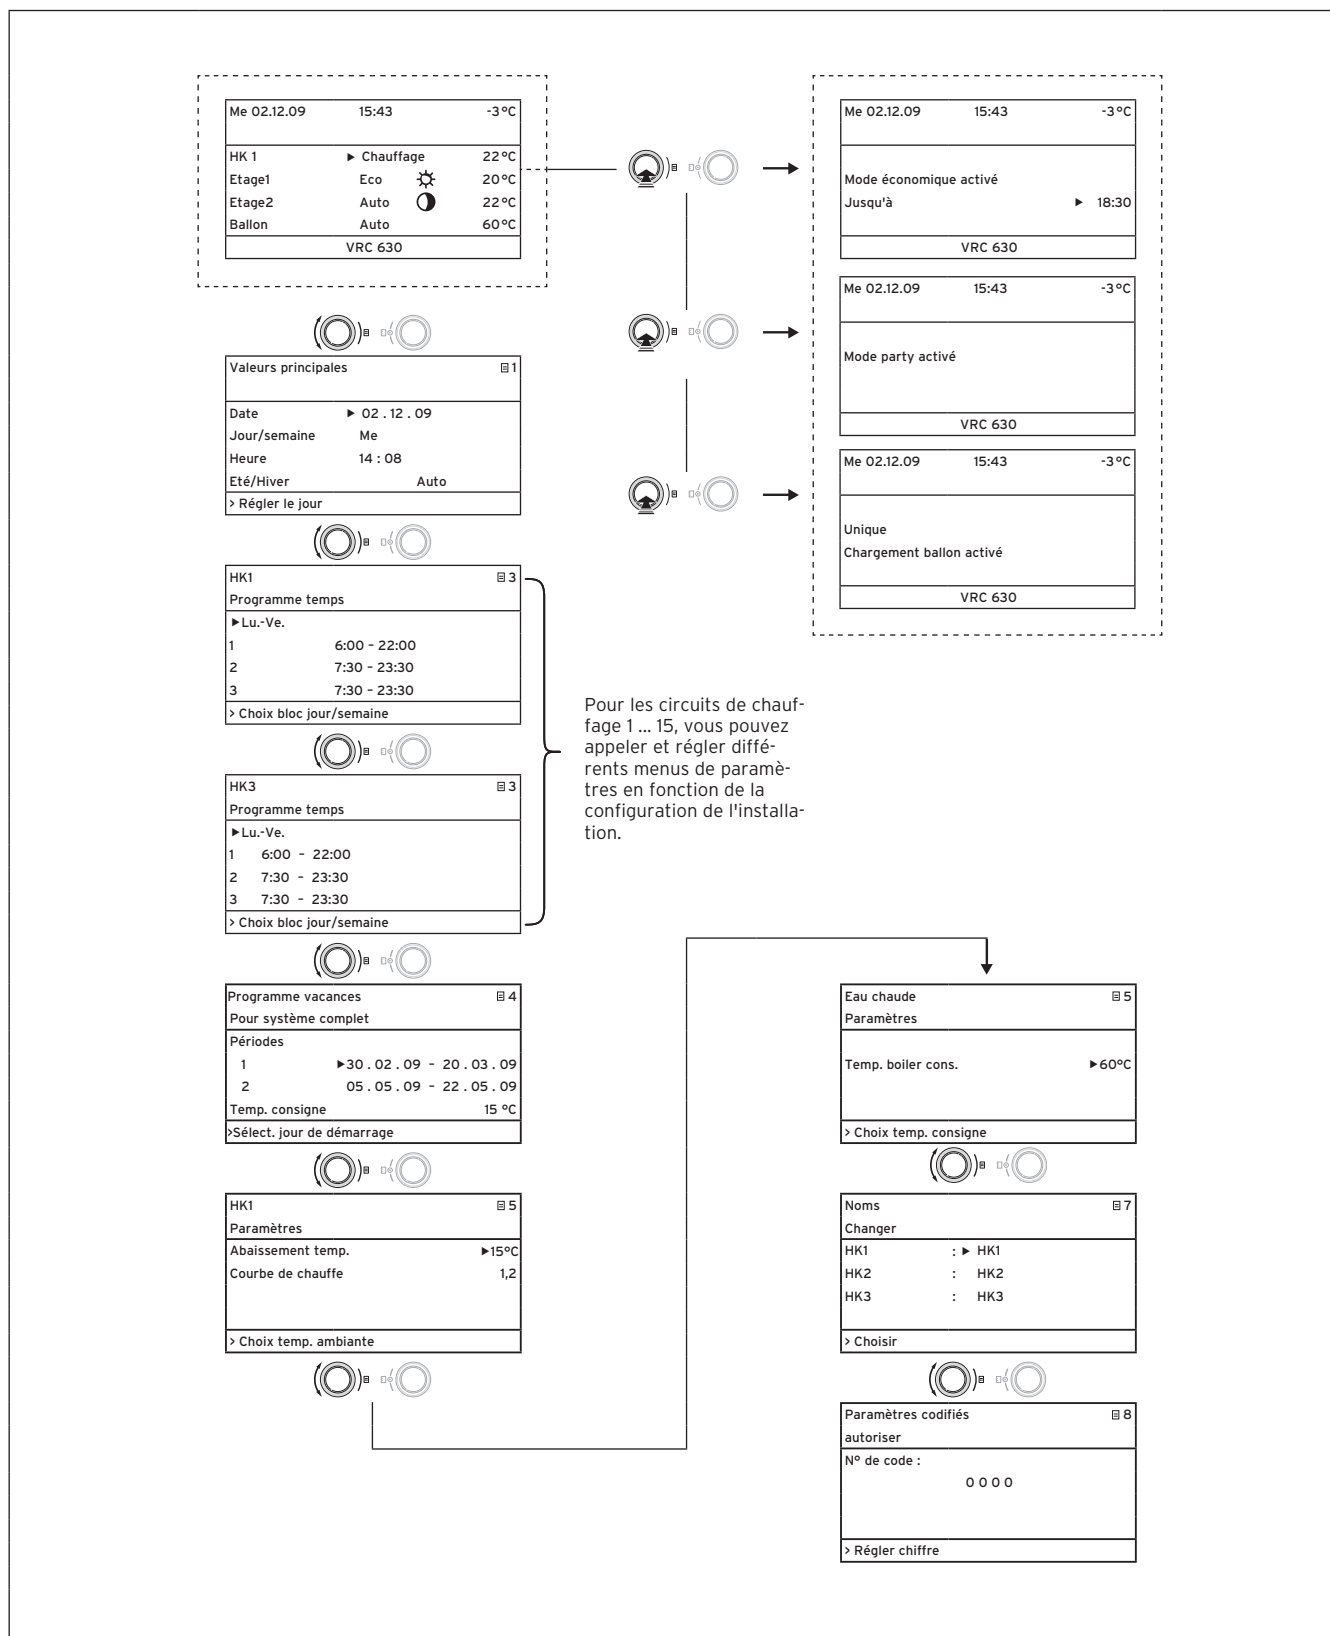 Me 02.12.09 15:43 -3°C
HK 1 ▶ Chauffage 22°C
Etage1 Eco 20°C
Etage2 Auto 22°C
Ballon Auto 60°C
VRC 630
Valeurs principales 1
Date ▶ 02 . 12 . 09
Jour/semaine Me
Heure 14 : 08
Eté/Hiver Auto
> Régler le jour
HK1 3
Programme temps
▶Lu.-Ve.
1 6:00 – 22:00
2 7:30 – 23:30
3 7:30 – 23:30
> Choix bloc jour/semaine
HK3 3
Programme temps
▶Lu.-Ve.
1 6:00 – 22:00
2 7:30 – 23:30
3 7:30 – 23:30
> Choix bloc jour/semaine
Programme vacances 4
Pour système complet
Périodes
1 ▶30 . 02 . 09 – 20 . 03 . 09
2 05 . 05 . 09 – 22 . 05 . 09
Temp. consigne 15 °C
>Sélect. jour de démarrage
HK1 5
Paramètres
Abaissement temp. ▶15°C
Courbe de chauffe 1,2
> Choix temp. ambiante
Me 02.12.09 15:43 -3°C
Mode économique activé
Jusqu'à ▶ 18:30
VRC 630
Me 02.12.09 15:43 -3°C
Mode party activé
VRC 630
Me 02.12.09 15:43 -3°C
Unique
Chargement ballon activé
VRC 630
Pour les circuits de chauf-
fage 1 ... 15, vous pouvez
appeler et régler diffé-
rents menus de paramè-
tres en fonction de la
configuration de l'installa-
tion.
Eau chaude 5
Paramètres
Temp. boiler cons. ▶60°C
> Choix temp. consigne
Noms 7
Changer
HK1 : ▶ HK1
HK2 : HK2
HK3 : HK3
> Choisir
Paramètres codifiés 8
autoriser
N° de code :
0 0 0 0
> Régler chiffre